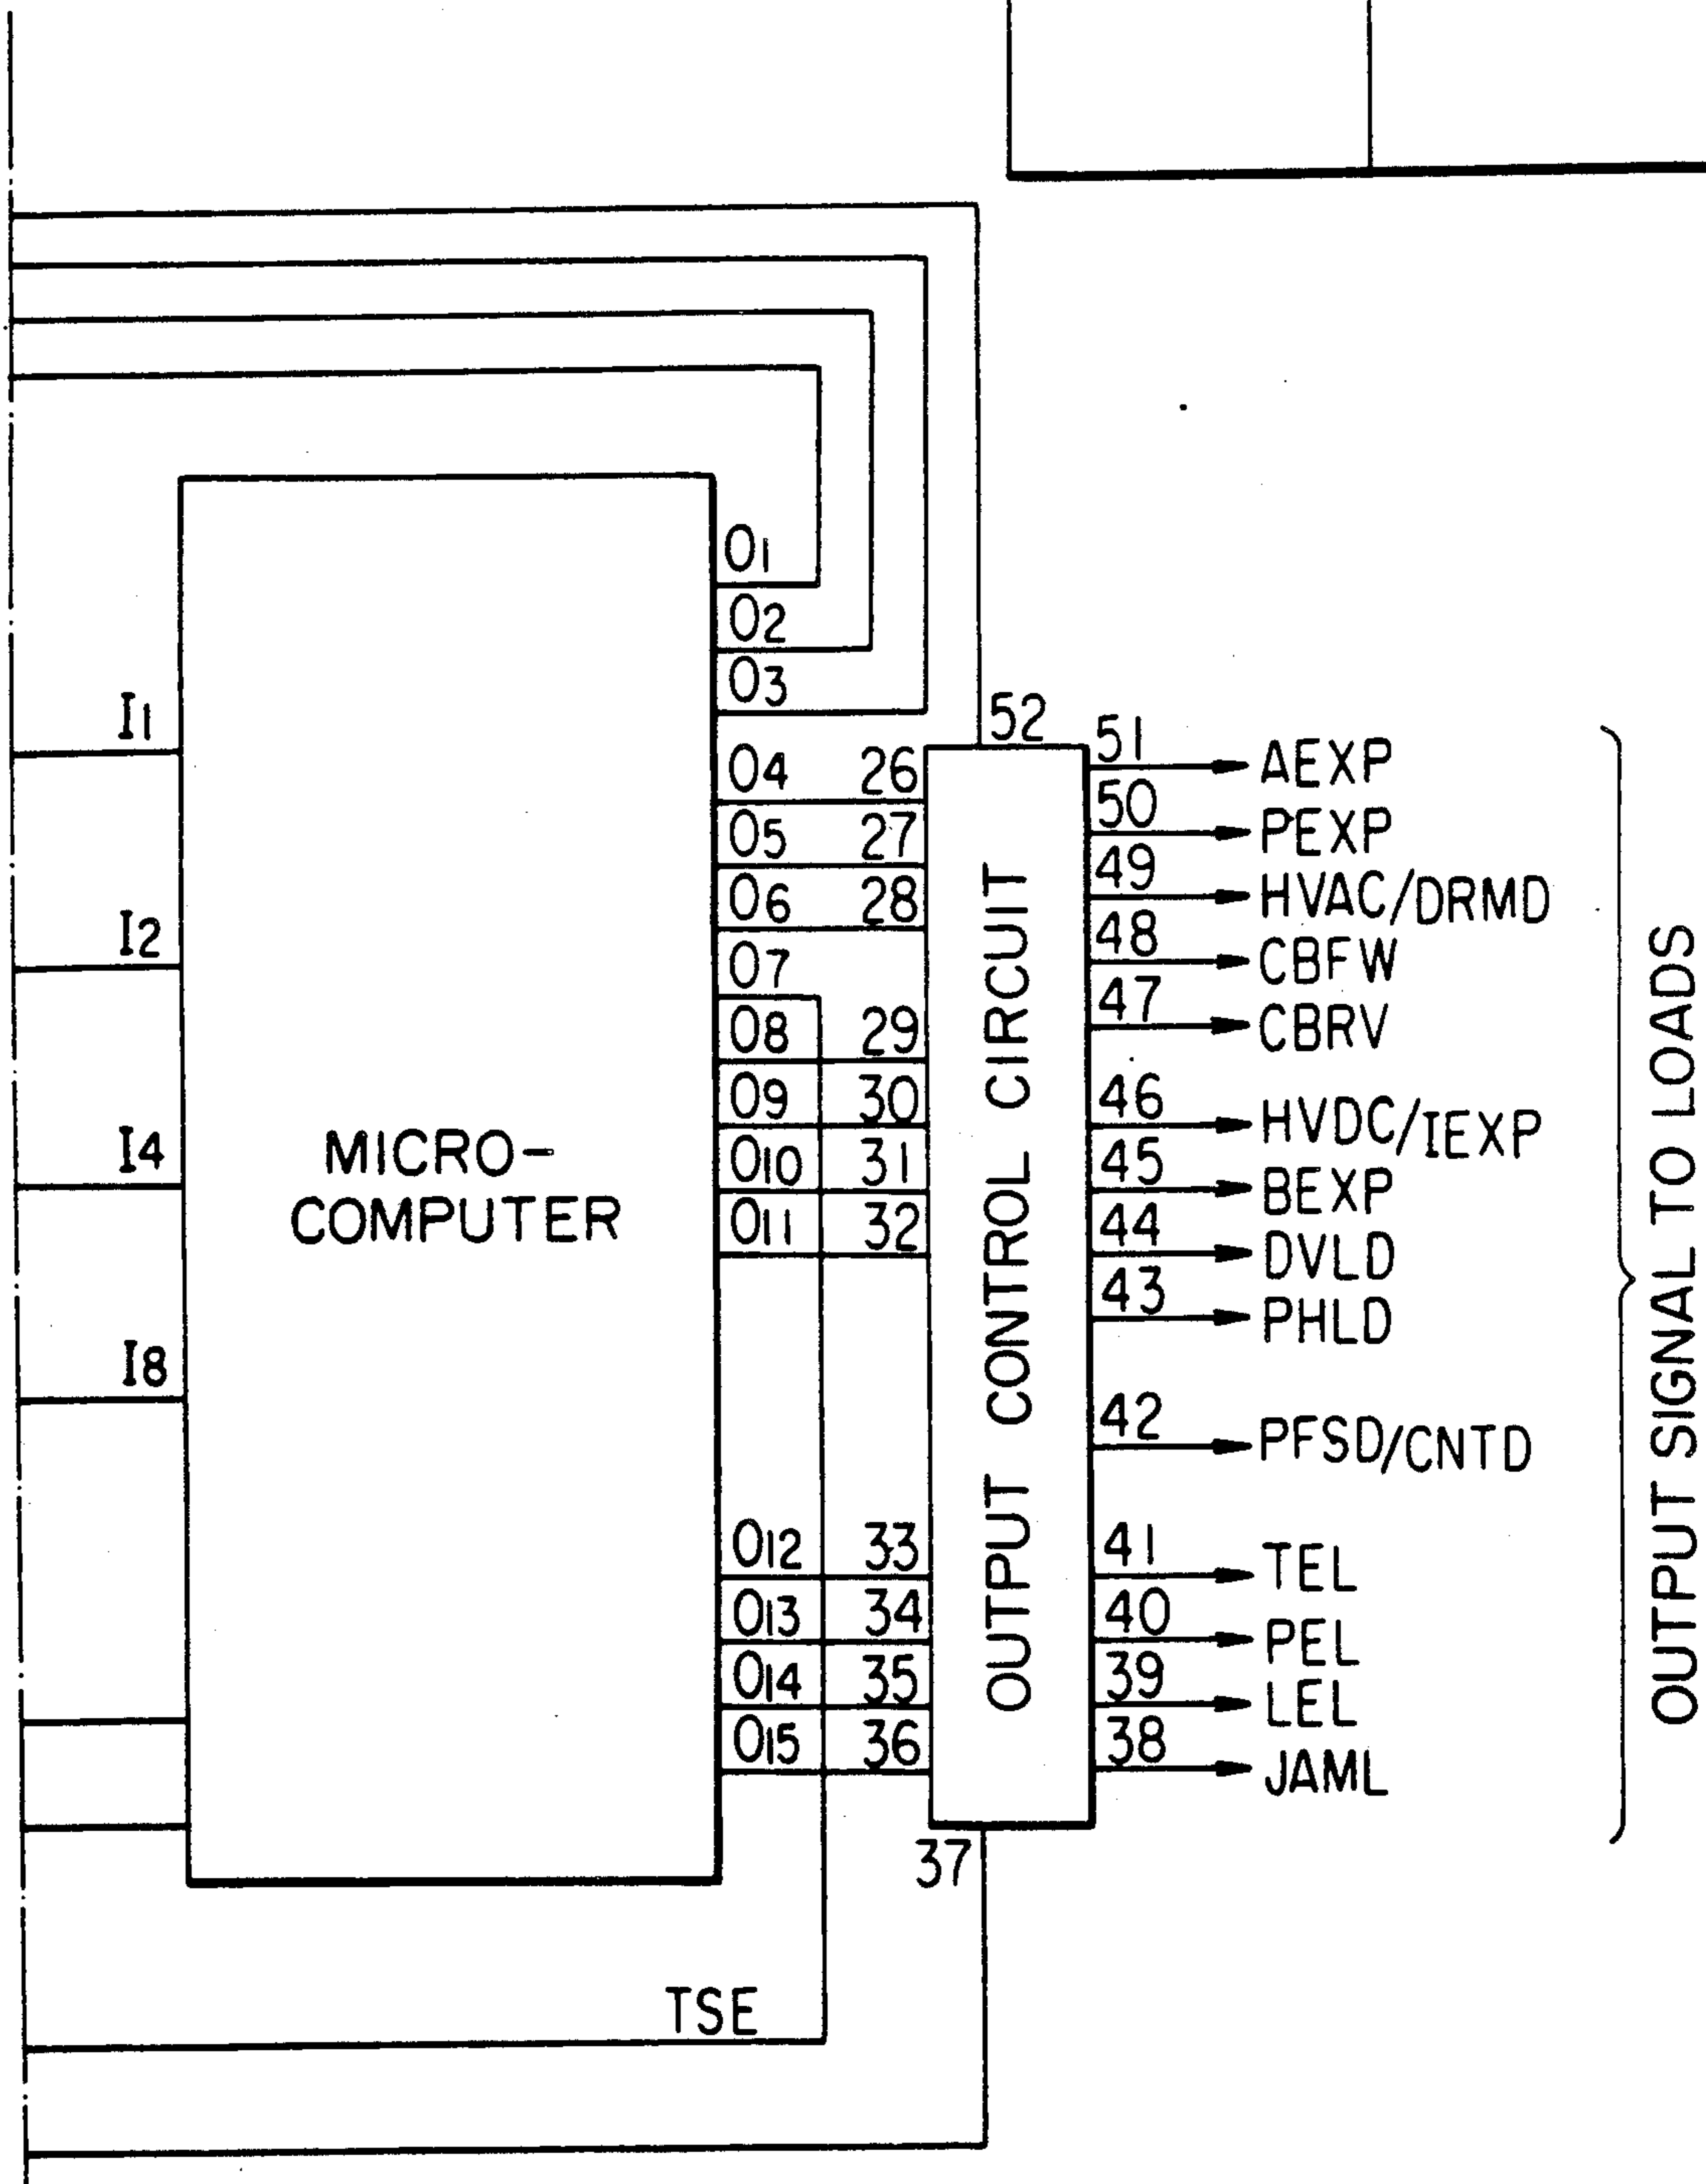 O1
O2
O3
I1
52
51
AEXP
O4
26
50
PEXP
O5
27
49
HVAC/DRMD
O6
28
48
CBFW
I2
O7
47
CBRV
O8
29
O9
30
46
HVDC/IEXP
I4
MICRO-
COMPUTER
O10
31
45
BEXP
O11
32
44
DVLD
43
PHLD
I8
42
PFSD/CNTD
O12
33
41
TEL
O13
34
40
PEL
O14
35
39
LEL
O15
36
38
JAML
37
TSE
OUTPUT CONTROL CIRCUIT
OUTPUT SIGNAL TO LOADS